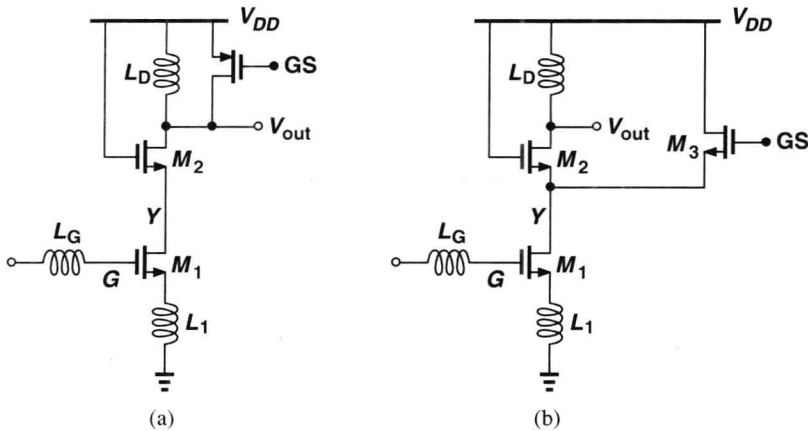 V_DD
L_D
GS
V_out
M_2
Y
L_G
G
M_1
L_1
(a)
V_DD
L_D
V_out
M_3
GS
M_2
Y
L_G
G
M_1
L_1
(b)